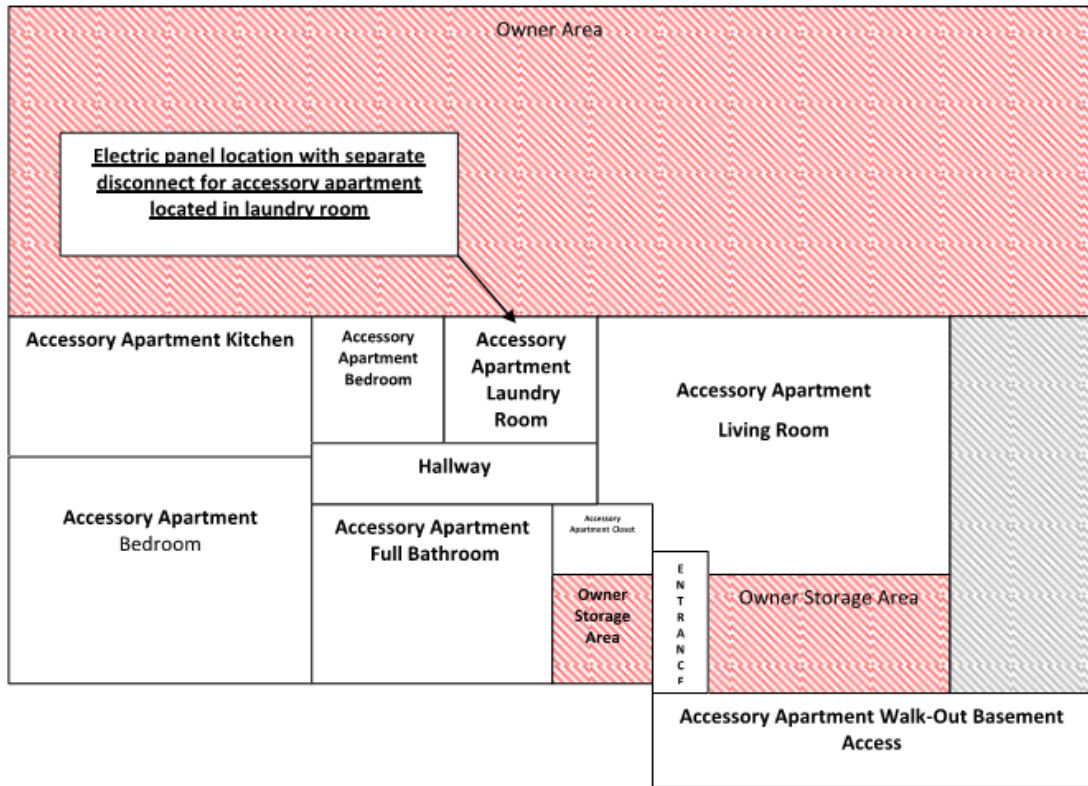 Owner Area
Electric panel location with separate
disconnect for accessory apartment
located in laundry room
Accessory Apartment Kitchen
Accessory
Apartment
Bedroom
Accessory
Apartment
Laundry
Room
Accessory Apartment
Living Room
Hallway
Accessory Apartment
Bedroom
Accessory Apartment
Full Bathroom
Accessory
Apartment Closet
Owner
Storage
Area
E
N
T
R
A
N
C
E
Owner Storage Area
Accessory Apartment Walk-Out Basement
Access